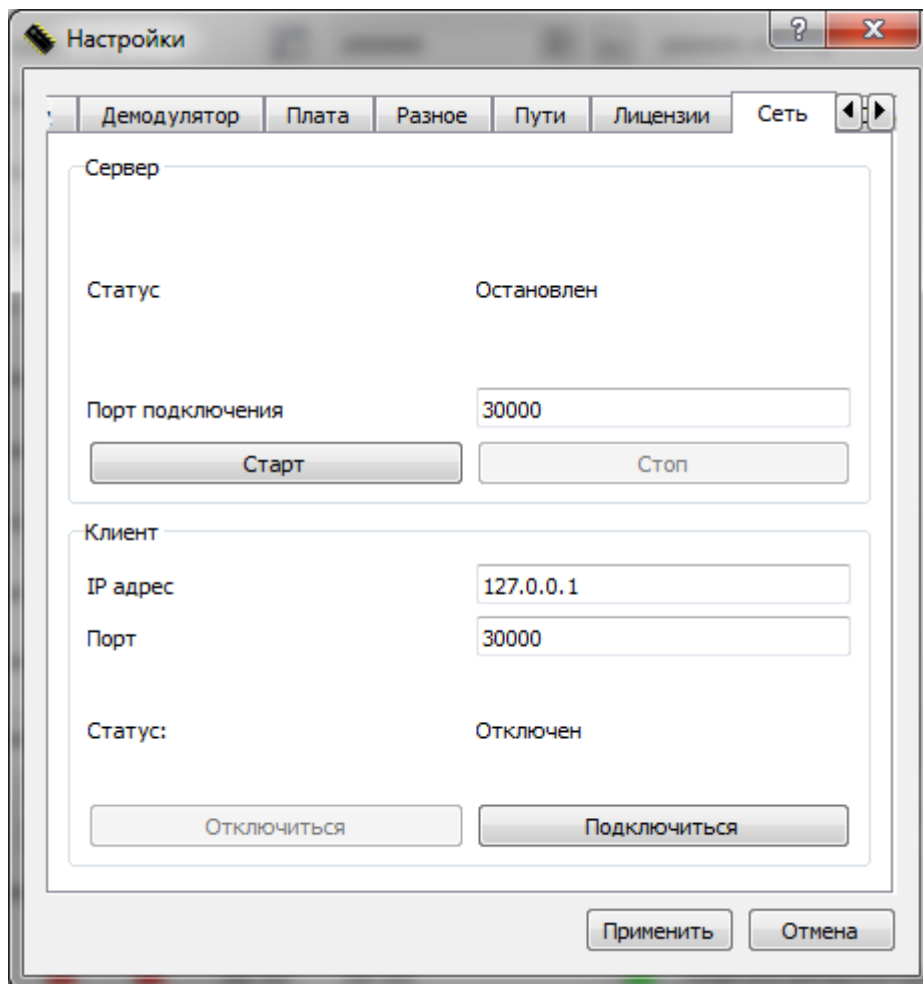 Настройки
Демодулятор Плата Разное Пути Лицензии Сеть
Сервер
Статус Остановлен
Порт подключения 30000
Старт Стоп
Клиент
IP адрес 127.0.0.1
Порт 30000
Статус: Отключен
Отключиться Подключиться
Применить Отмена